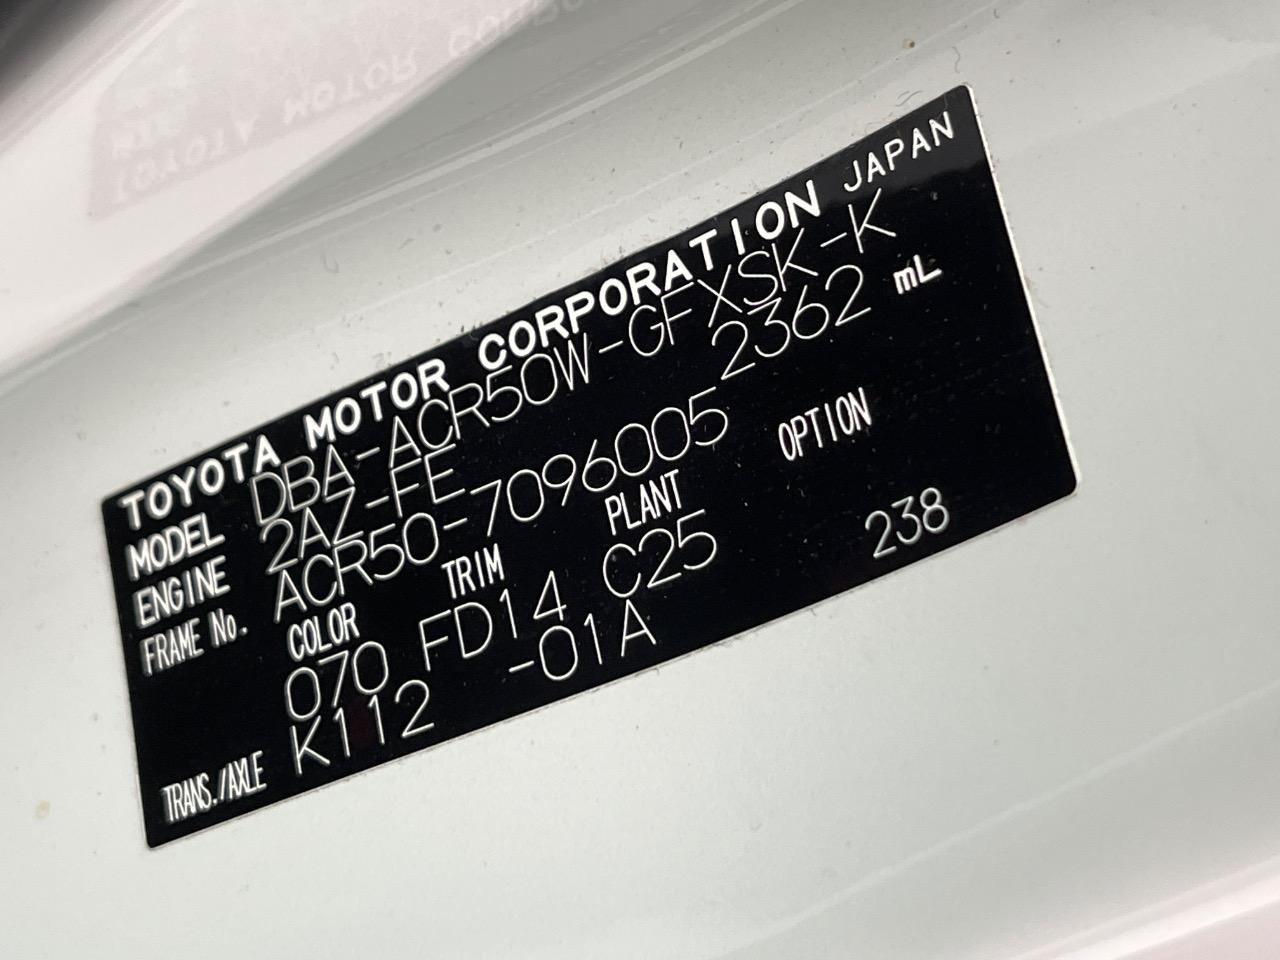 TOYOTA MOTOR CORPORATION JAPAN
MODEL DBA-ACR50W-GFXSK-K
ENGINE 2AZ-FE 2362 mL
FRAME No. ACR50-7096005
COLOR TRIM PLANT OPTION
070 FD14 C25 238
TRANS./AXLE K112 -01A